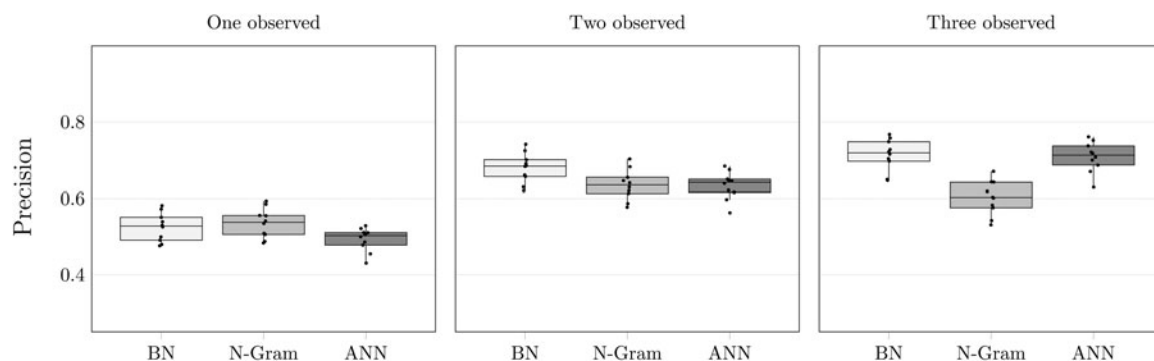 One observed
Two observed
Three observed
Precision
0.8
0.6
0.4
BN N-Gram ANN
BN N-Gram ANN
BN N-Gram ANN